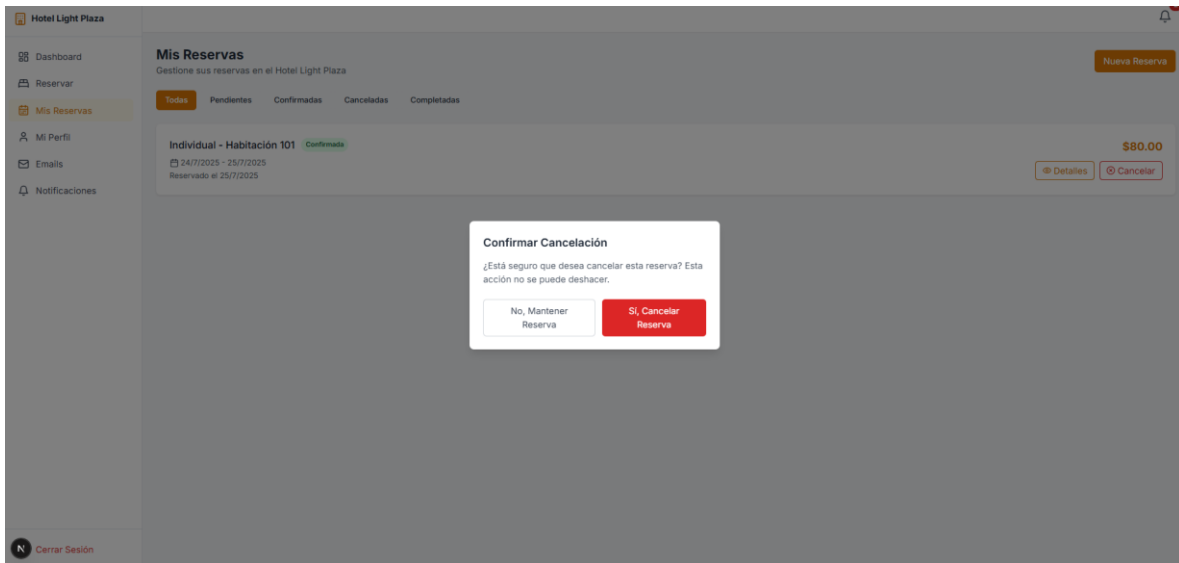 Hotel Light Plaza
Dashboard
Reservar
Mis Reservas
Mi Perfil
Emails
Notificaciones
N
Cerrar Sesión
Mis Reservas
Gestione sus reservas en el Hotel Light Plaza
Nueva Reserva
Todas Pendientes Confirmadas Canceladas Completadas
Individual - Habitación 101 Confirmada
24/7/2025 - 25/7/2025
Reservado el 25/7/2025
$80.00
Detalles Cancelar
Confirmar Cancelación
¿Está seguro que desea cancelar esta reserva? Esta
acción no se puede deshacer.
No, Mantener
Reserva
Sí, Cancelar
Reserva